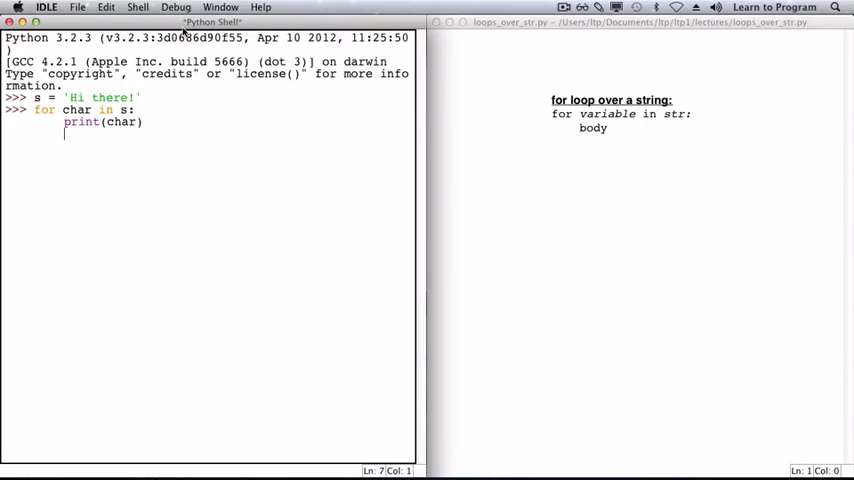 IDLE File Edit Shell Debug Window Help Learn to Program
*Python Shell*
Python 3.2.3 (v3.2.3:3d0686d90f55, Apr 10 2012, 11:25:50
)
[GCC 4.2.1 (Apple Inc. build 5666) (dot 3)] on darwin
Type "copyright", "credits" or "license()" for more info
rmation.
>>> s = 'Hi there!'
>>> for char in s:
print(char)
Ln: 7 Col: 1
loops_over_str.py - /Users/ltp/Documents/ltp/ltp1/lectures/loops_over_str.py
for loop over a string:
for variable in str:
body
Ln: 1 Col: 0